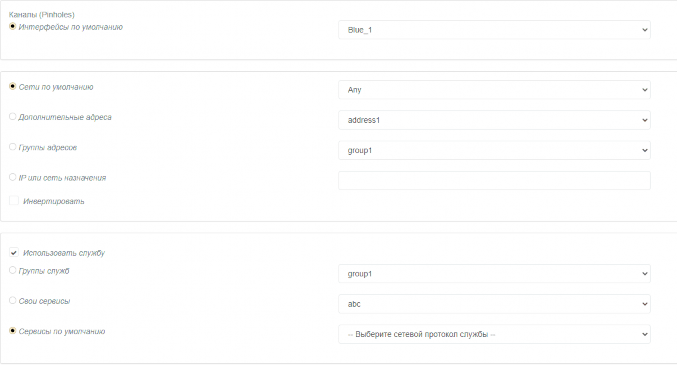 Каналы (Pinholes)
Интерфейсы по умолчанию Blue_1
Сети по умолчанию Any
Дополнительные адреса address1
Группы адресов group1
IP или сеть назначения
Инвертировать
Использовать службу
Группы служб group1
Свои сервисы abc
Сервисы по умолчанию -- Выберите сетевой протокол службы --